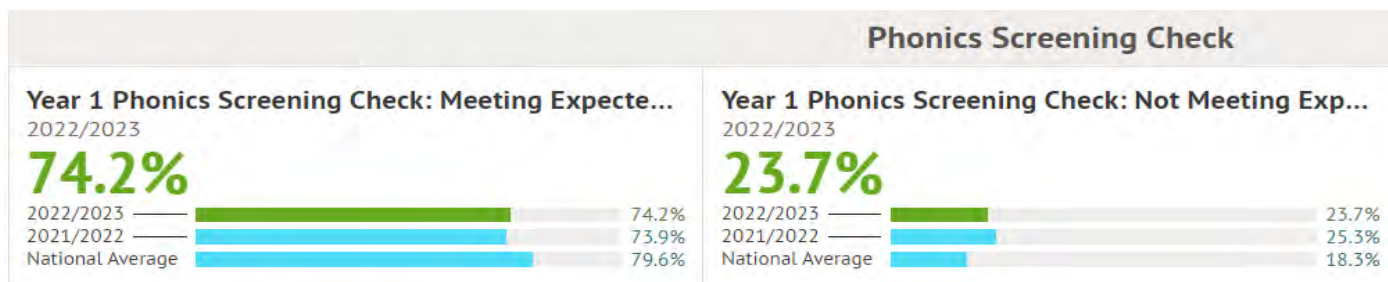 Phonics Screening Check
Year 1 Phonics Screening Check: Meeting Expecte...
2022/2023
74.2%
2022/2023 74.2%
2021/2022 73.9%
National Average 79.6%
Year 1 Phonics Screening Check: Not Meeting Exp...
2022/2023
23.7%
2022/2023 23.7%
2021/2022 25.3%
National Average 18.3%